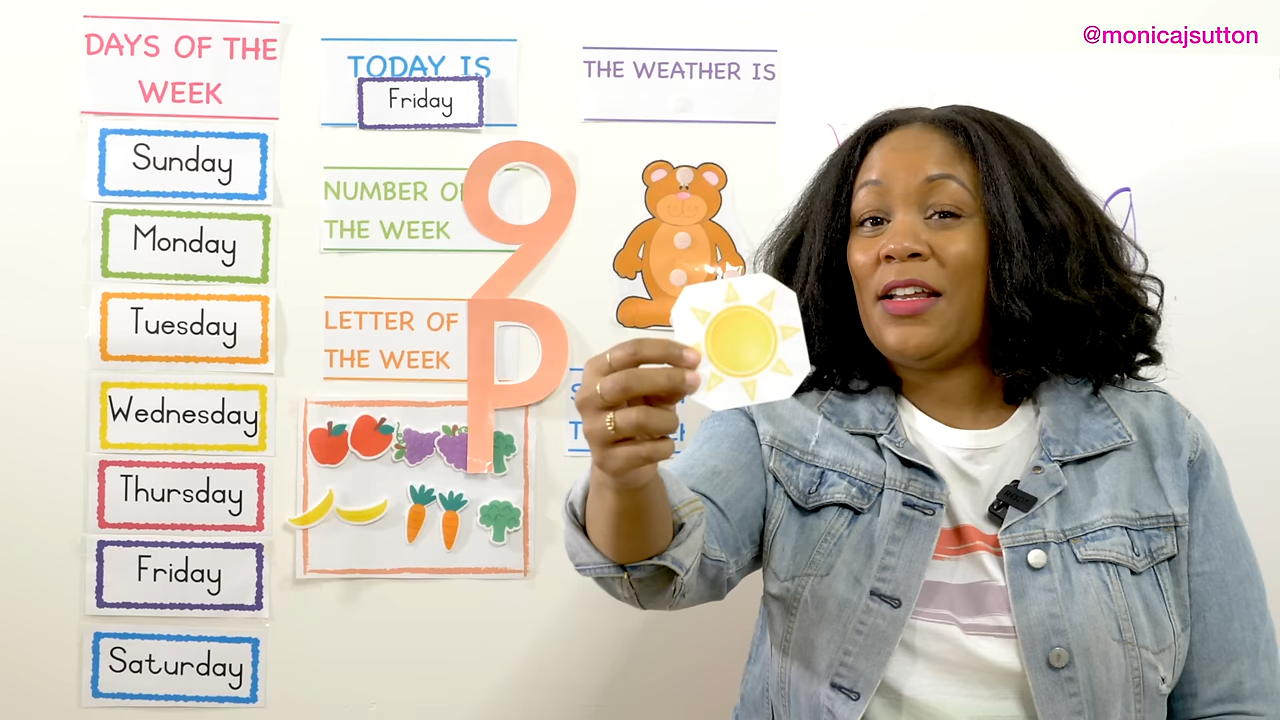 @monicajsutton
DAYS OF THE
WEEK
Sunday
Monday
Tuesday
Wednesday
Thursday
Friday
Saturday
TODAY IS
Friday
NUMBER OF
THE WEEK
9
LETTER OF
THE WEEK
P
THE WEATHER IS